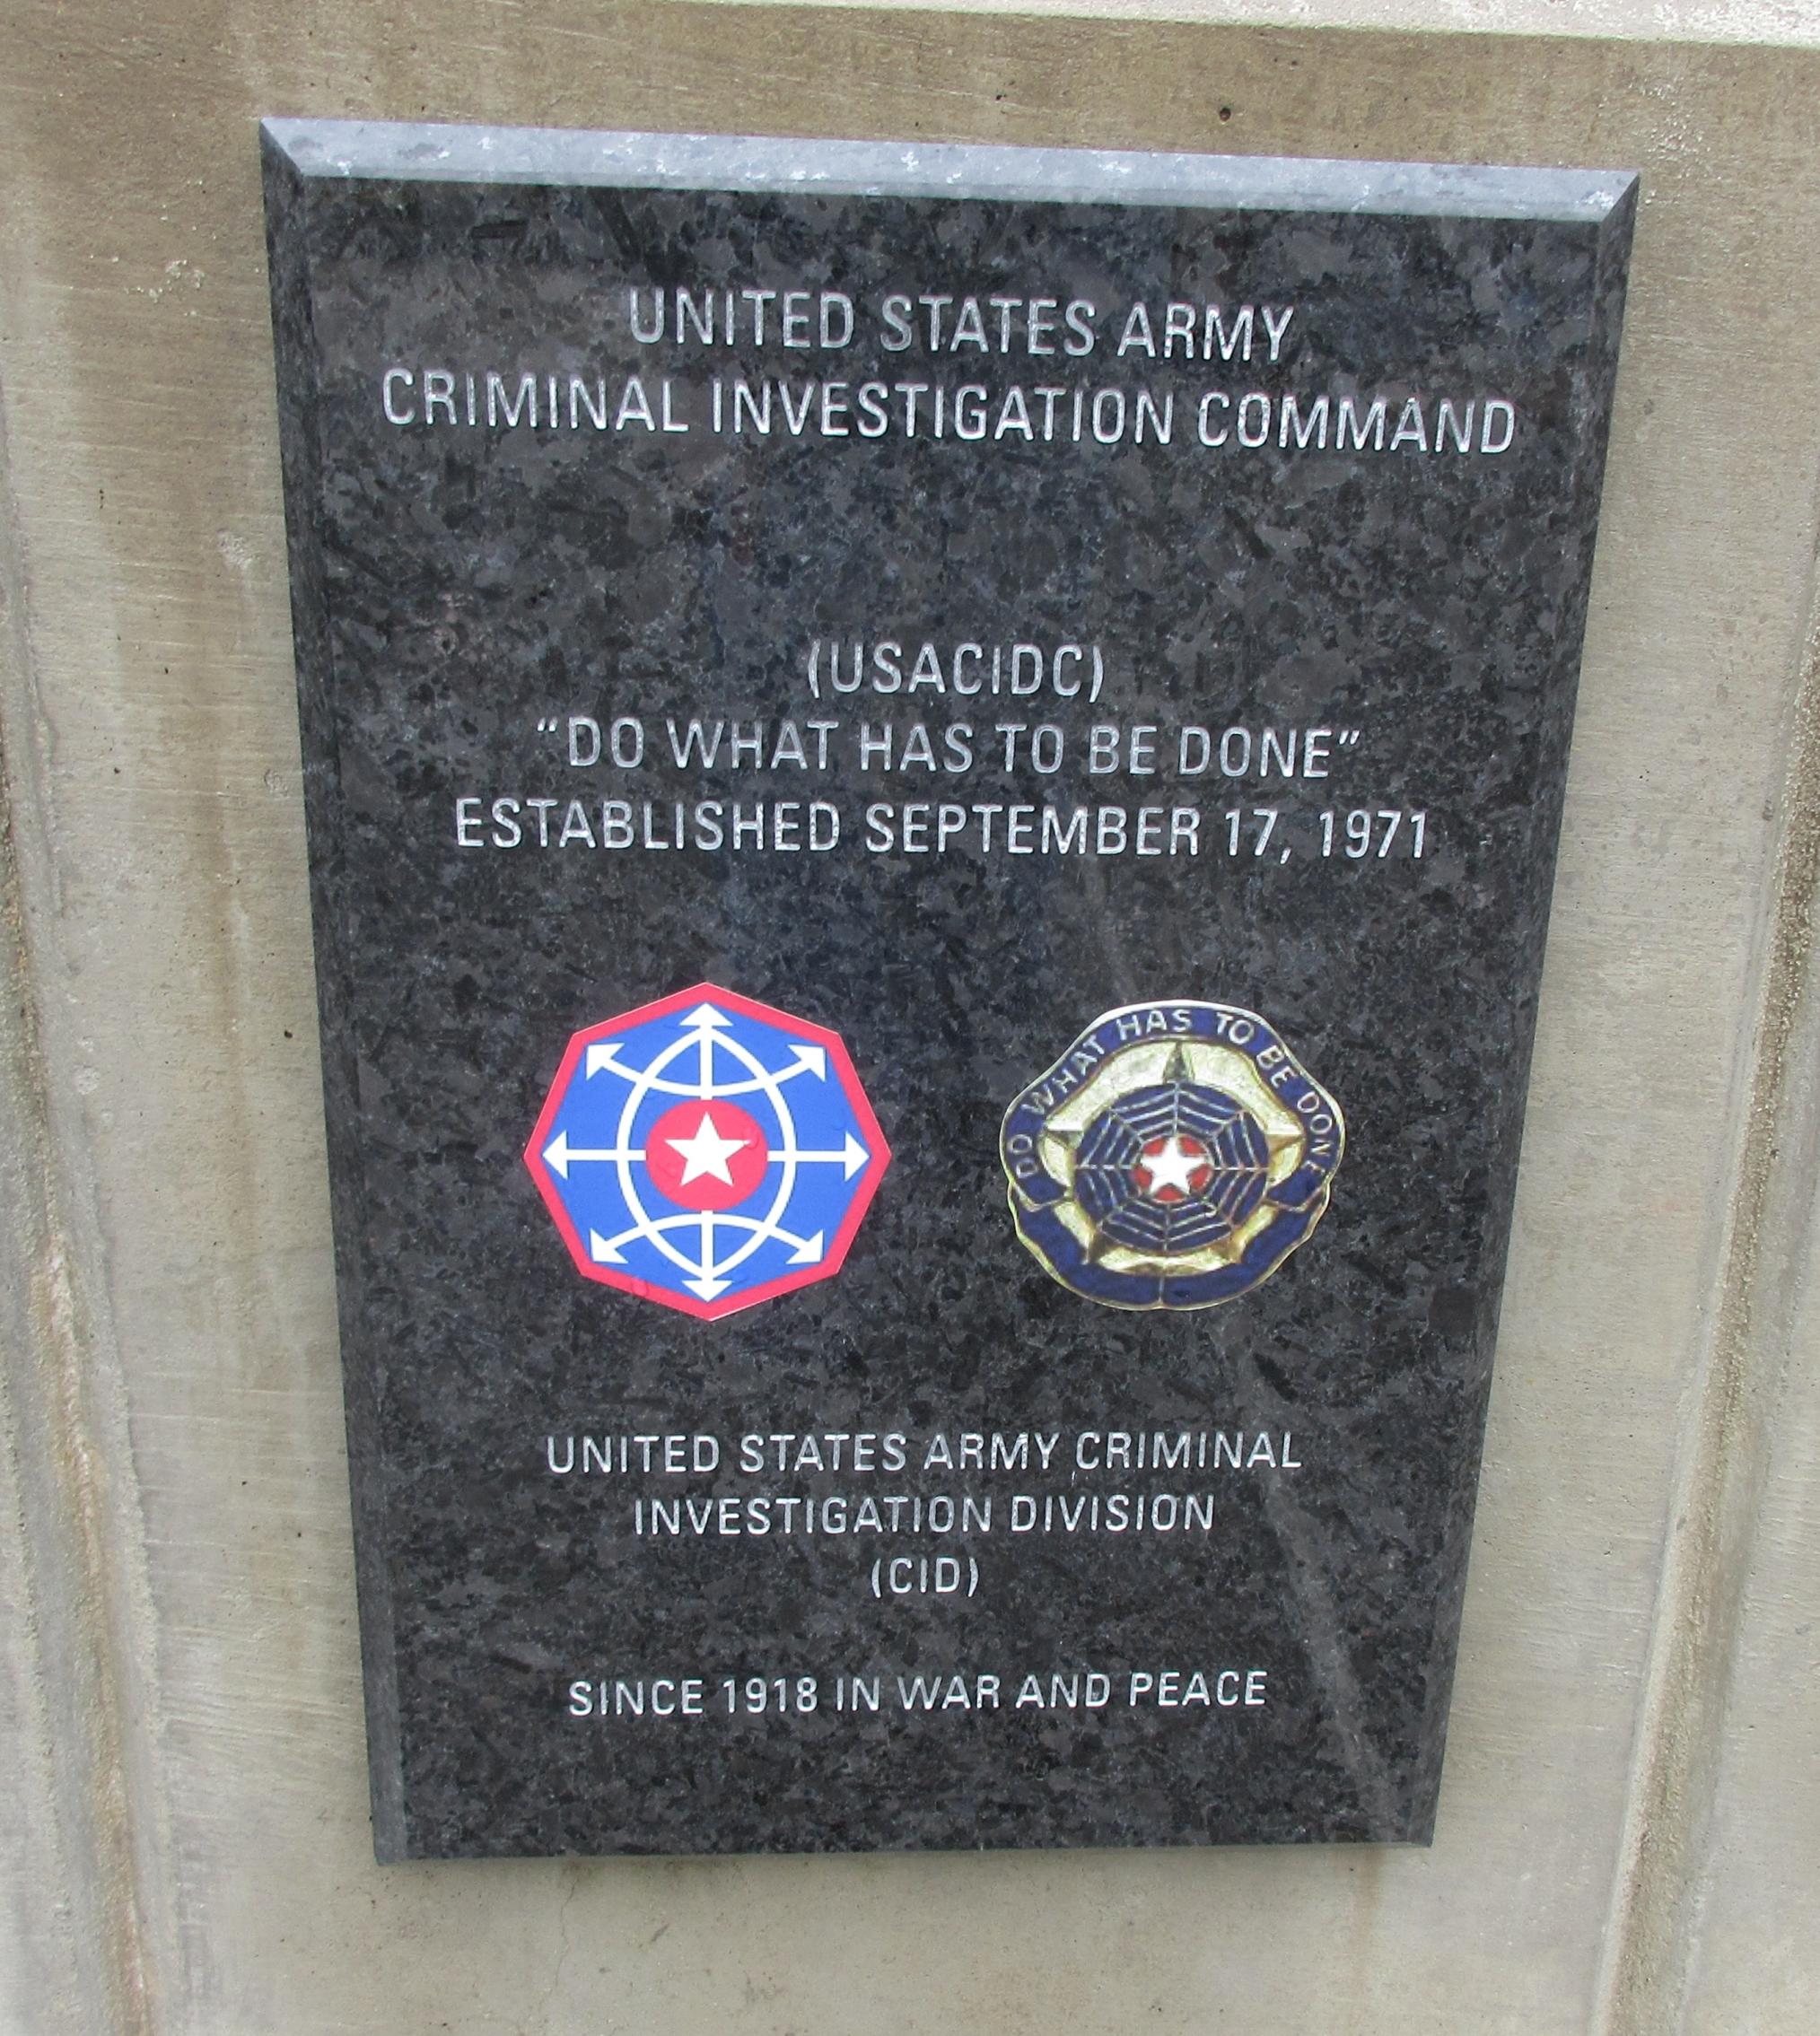 UNITED STATES ARMY
CRIMINAL INVESTIGATION COMMAND
(USACIDC)
“DO WHAT HAS TO BE DONE”
ESTABLISHED SEPTEMBER 17, 1971
DO WHAT HAS TO BE DONE
UNITED STATES ARMY CRIMINAL
INVESTIGATION DIVISION
(CID)
SINCE 1918 IN WAR AND PEACE